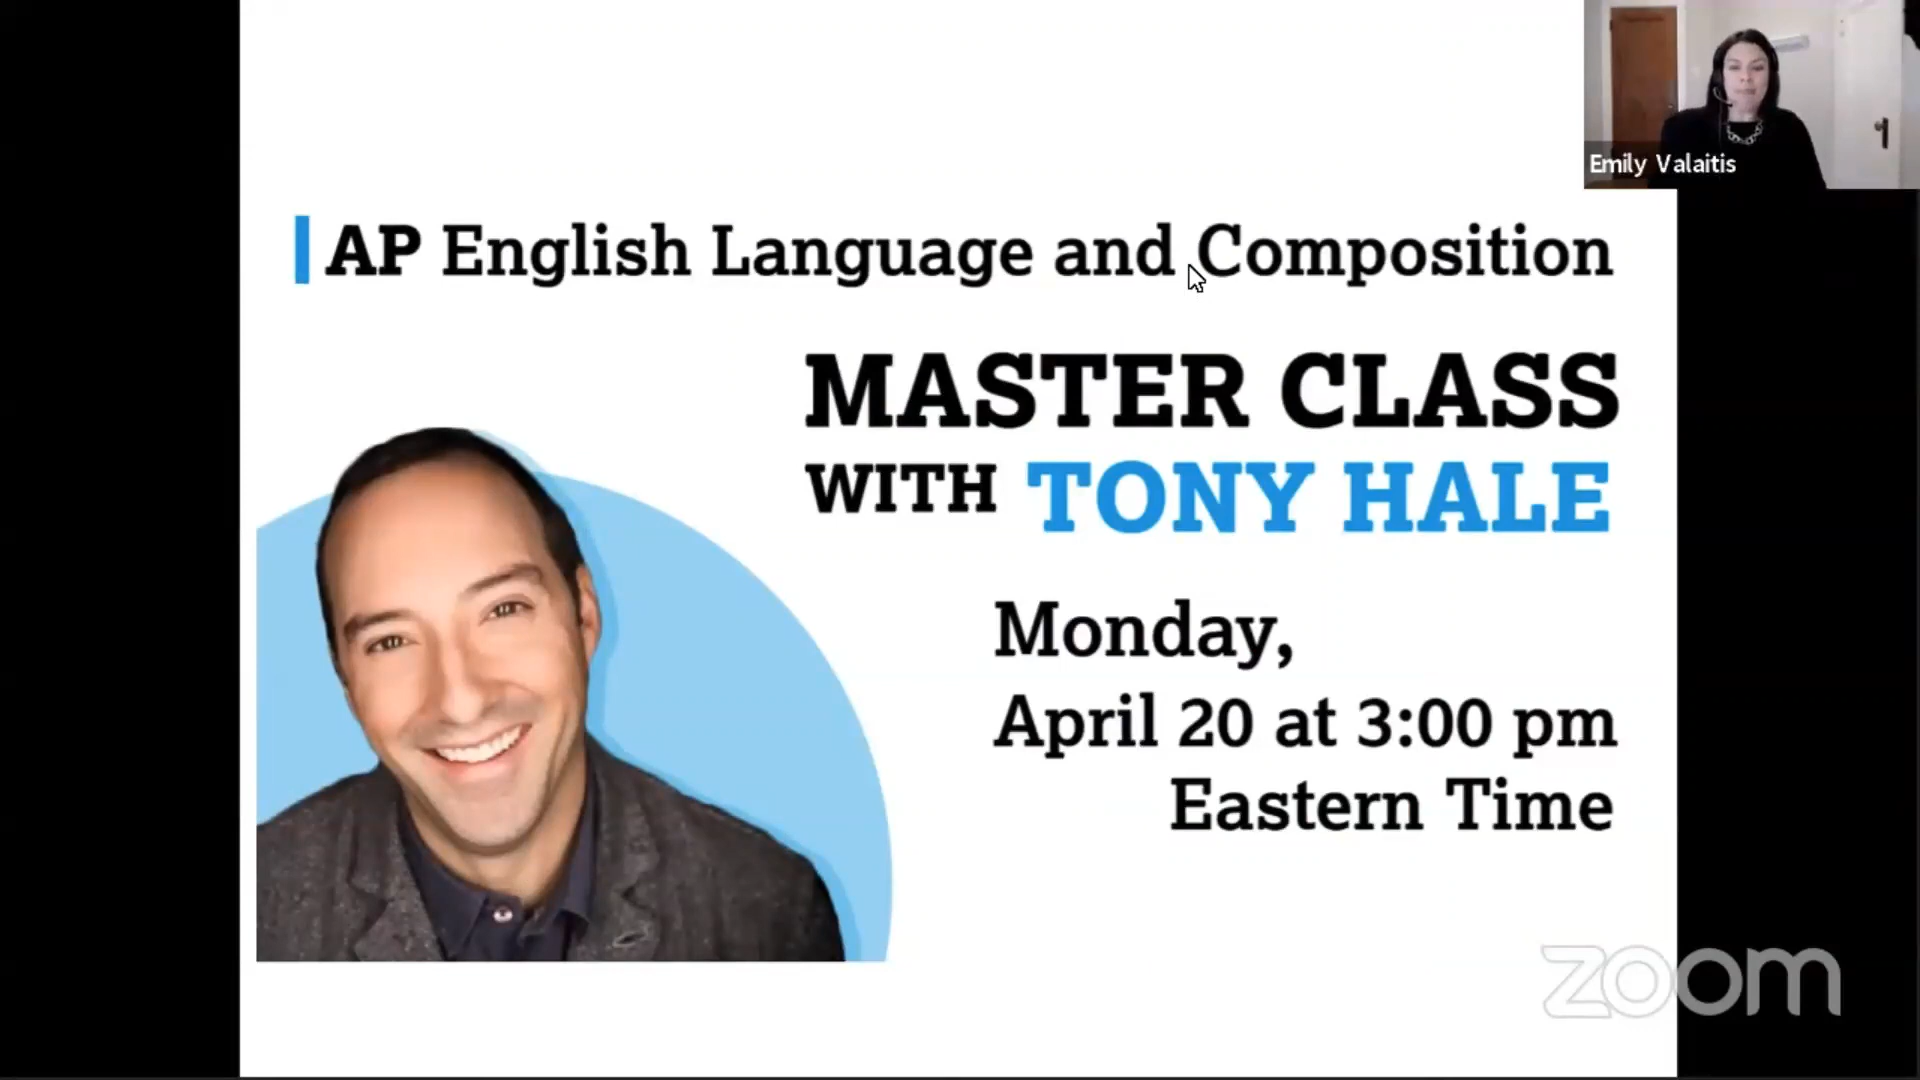 Emily Valaitis
AP English Language and Composition
MASTER CLASS
WITH TONY HALE
Monday,
April 20 at 3:00 pm
Eastern Time
zoom